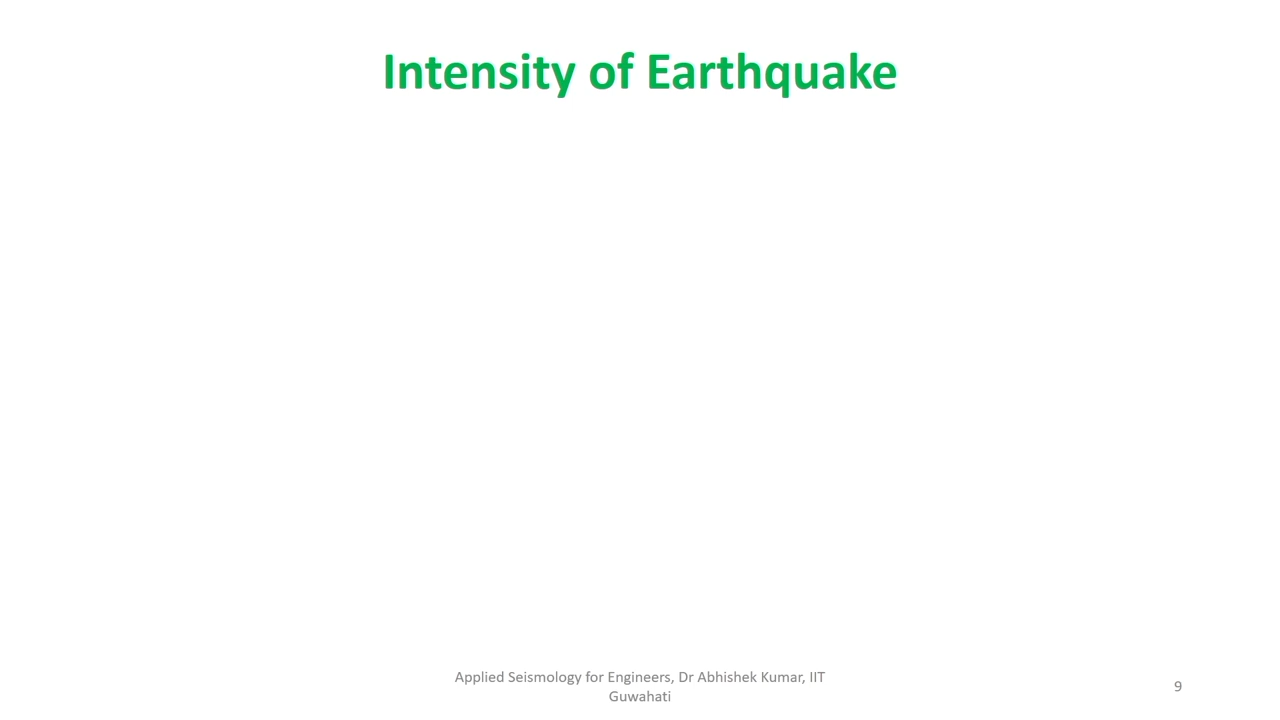 Intensity of Earthquake
Applied Seismology for Engineers, Dr Abhishek Kumar, IIT
Guwahati
9